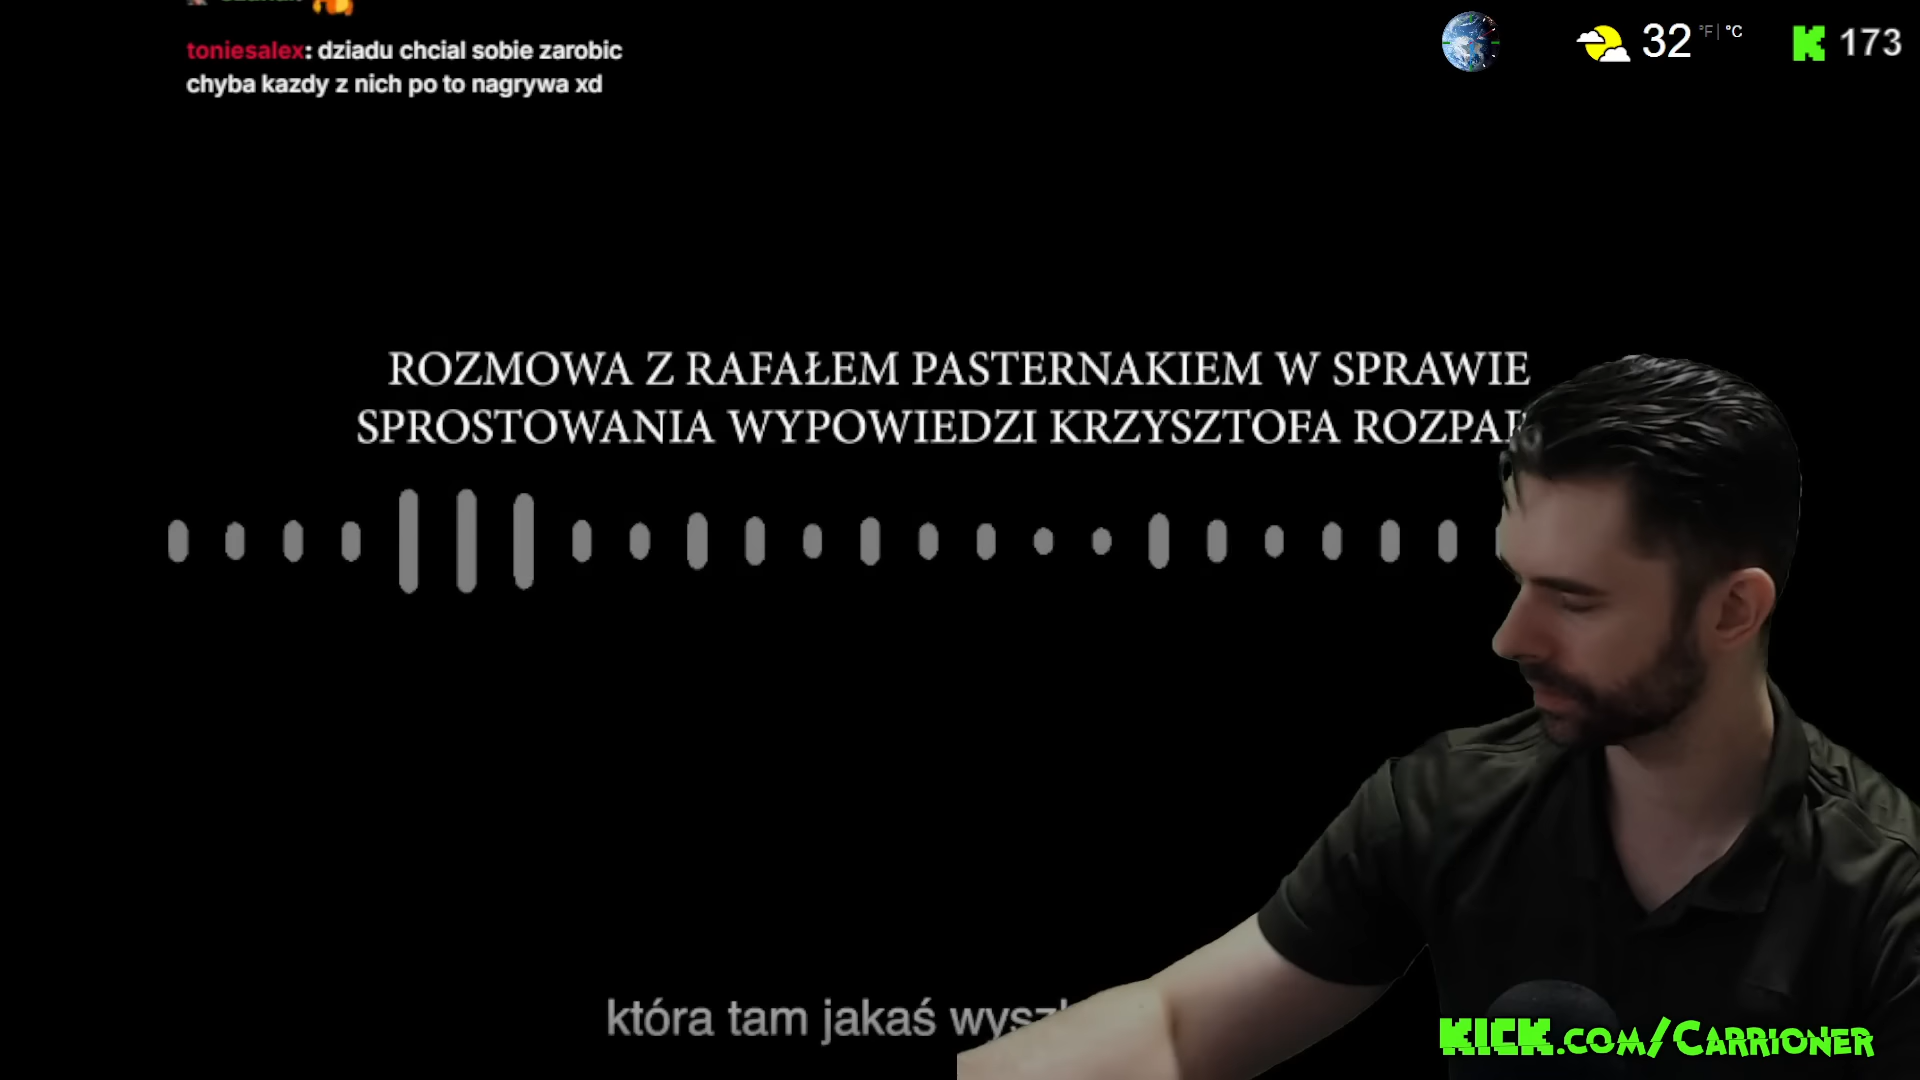 toniesalex: dziadu chcial sobie zarobic
chyba kazdy z nich po to nagrywa xd
32 °F | °C
173
ROZMOWA Z RAFAŁEM PASTERNAKIEM W SPRAWIE
SPROSTOWANIA WYPOWIEDZI KRZYSZTOFA
która tam jakaś
KICK.COM/CARRIONER